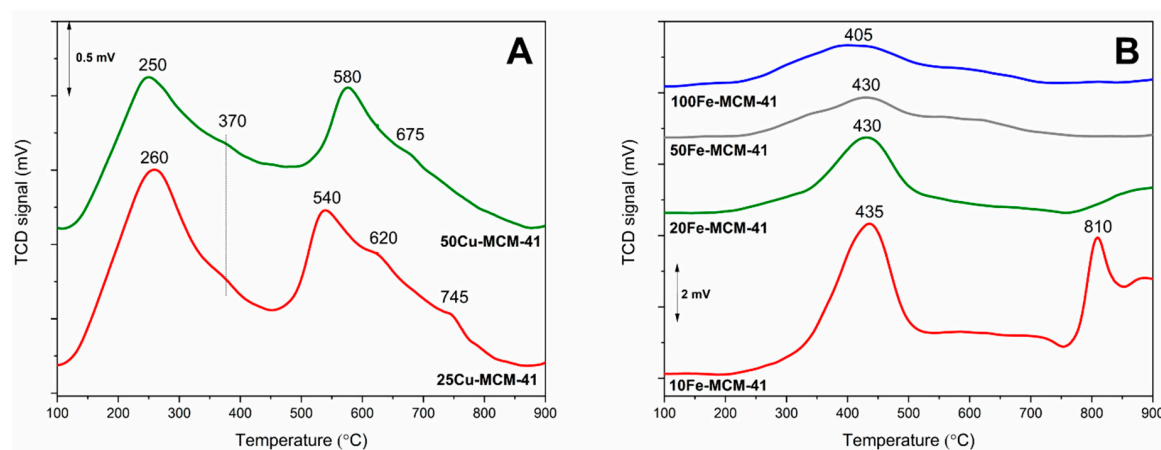 A
0.5 mV
250
580
370
675
260
540
50Cu-MCM-41
620
745
25Cu-MCM-41
TCD signal (mV)
100 200 300 400 500 600 700 800 900
Temperature (°C)
B
405
100Fe-MCM-41
430
50Fe-MCM-41
430
20Fe-MCM-41
435
810
2 mV
10Fe-MCM-41
TCD signal (mV)
100 200 300 400 500 600 700 800 900
Temperature (°C)